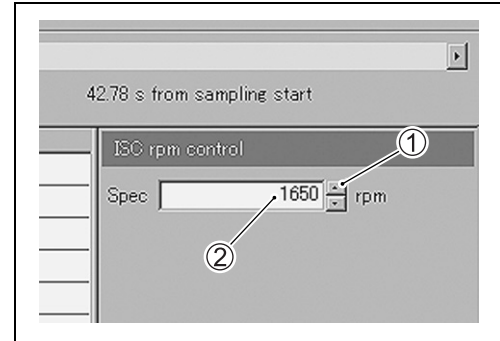 42.78 s from sampling start
ISC rpm control
①
Spec 1650 rpm
②